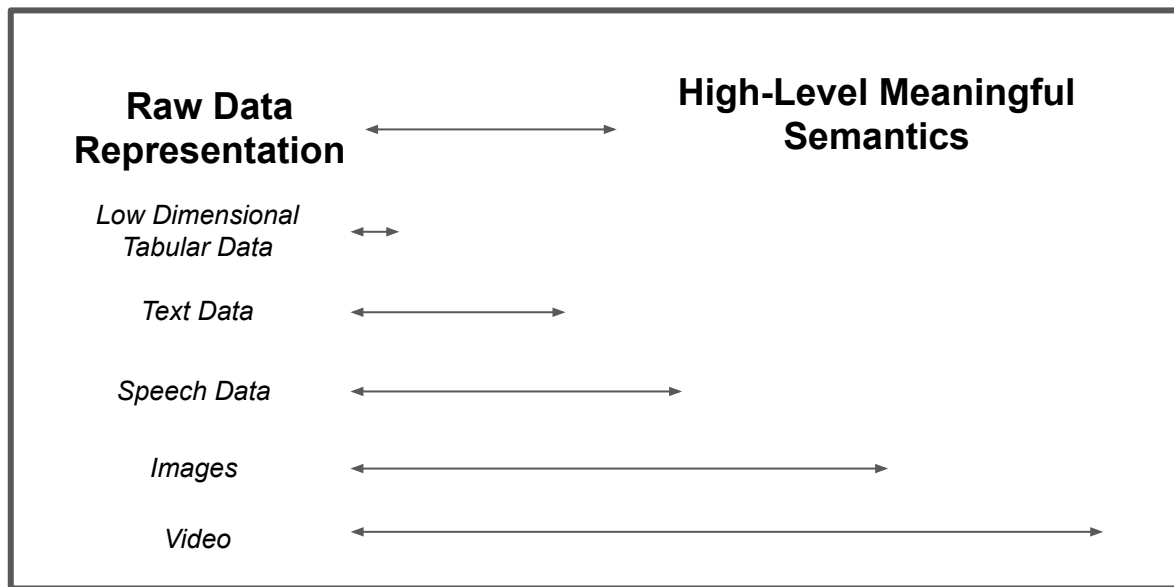 Raw Data
Representation
High-Level Meaningful
Semantics
Low Dimensional
Tabular Data
Text Data
Speech Data
Images
Video